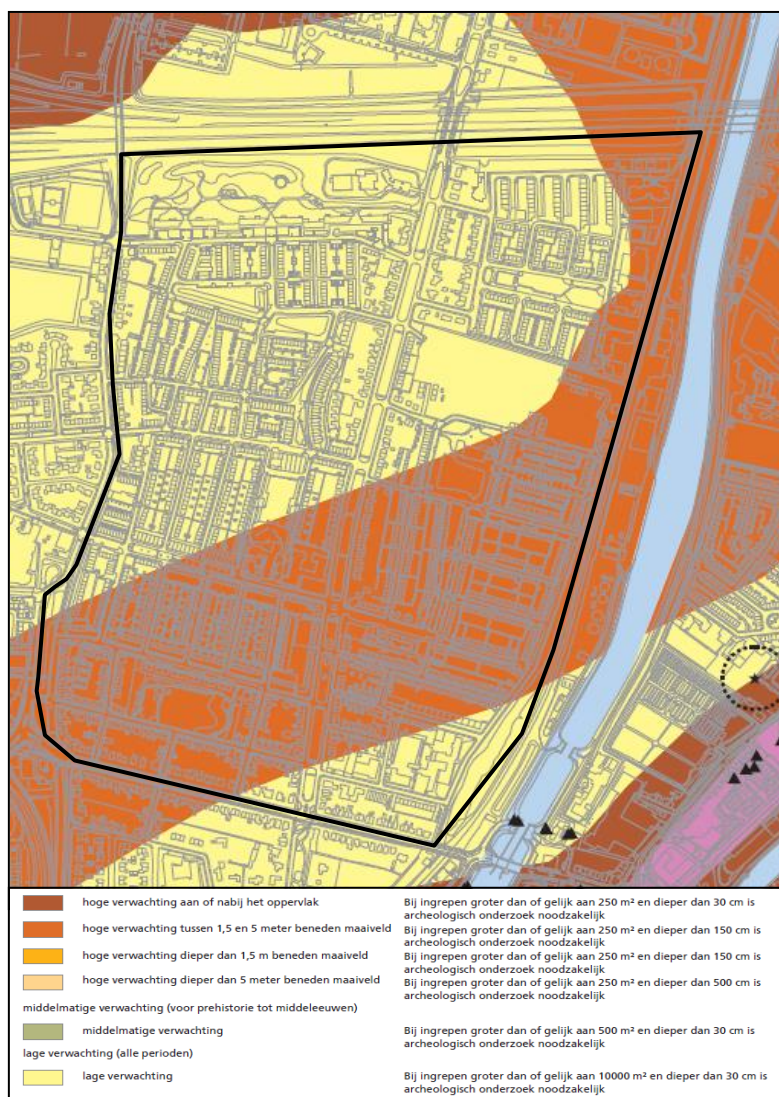 hoge verwachting aan of nabij het oppervlak
Bij ingrepen groter dan of gelijk aan 250 m² en dieper dan 30 cm is
archeologisch onderzoek noodzakelijk
hoge verwachting tussen 1,5 en 5 meter beneden maaiveld
Bij ingrepen groter dan of gelijk aan 250 m² en dieper dan 150 cm is
archeologisch onderzoek noodzakelijk
hoge verwachting dieper dan 1,5 m beneden maaiveld
Bij ingrepen groter dan of gelijk aan 250 m² en dieper dan 150 cm is
archeologisch onderzoek noodzakelijk
hoge verwachting dieper dan 5 meter beneden maaiveld
Bij ingrepen groter dan of gelijk aan 250 m² en dieper dan 500 cm is
archeologisch onderzoek noodzakelijk
middelmatige verwachting (voor prehistorie tot middeleeuwen)
middelmatige verwachting
Bij ingrepen groter dan of gelijk aan 500 m² en dieper dan 30 cm is
archeologisch onderzoek noodzakelijk
lage verwachting (alle perioden)
lage verwachting
Bij ingrepen groter dan of gelijk aan 10000 m² en dieper dan 30 cm is
archeologisch onderzoek noodzakelijk